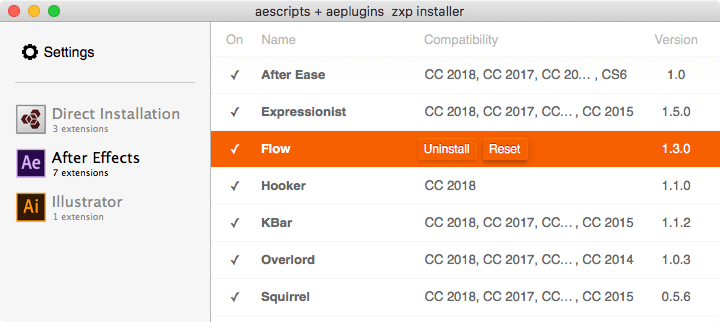 aescripts + aeplugins zxp installer
Settings
Direct Installation
3 extensions
Ae
After Effects
7 extensions
Ai
Illustrator
1 extension
On Name Compatibility Version
✓ After Ease CC 2018, CC 2017, CC 20... , CS6 1.0
✓ Expressionist CC 2018, CC 2017, CC... , CC 2015 1.5.0
✓ Flow Uninstall Reset 1.3.0
✓ Hooker CC 2018 1.1.0
✓ KBar CC 2018, CC 2017, CC... , CC 2015 1.1.2
✓ Overlord CC 2018, CC 2017, CC... , CC 2014 1.0.3
✓ Squirrel CC 2018, CC 2017, CC... , CC 2015 0.5.6